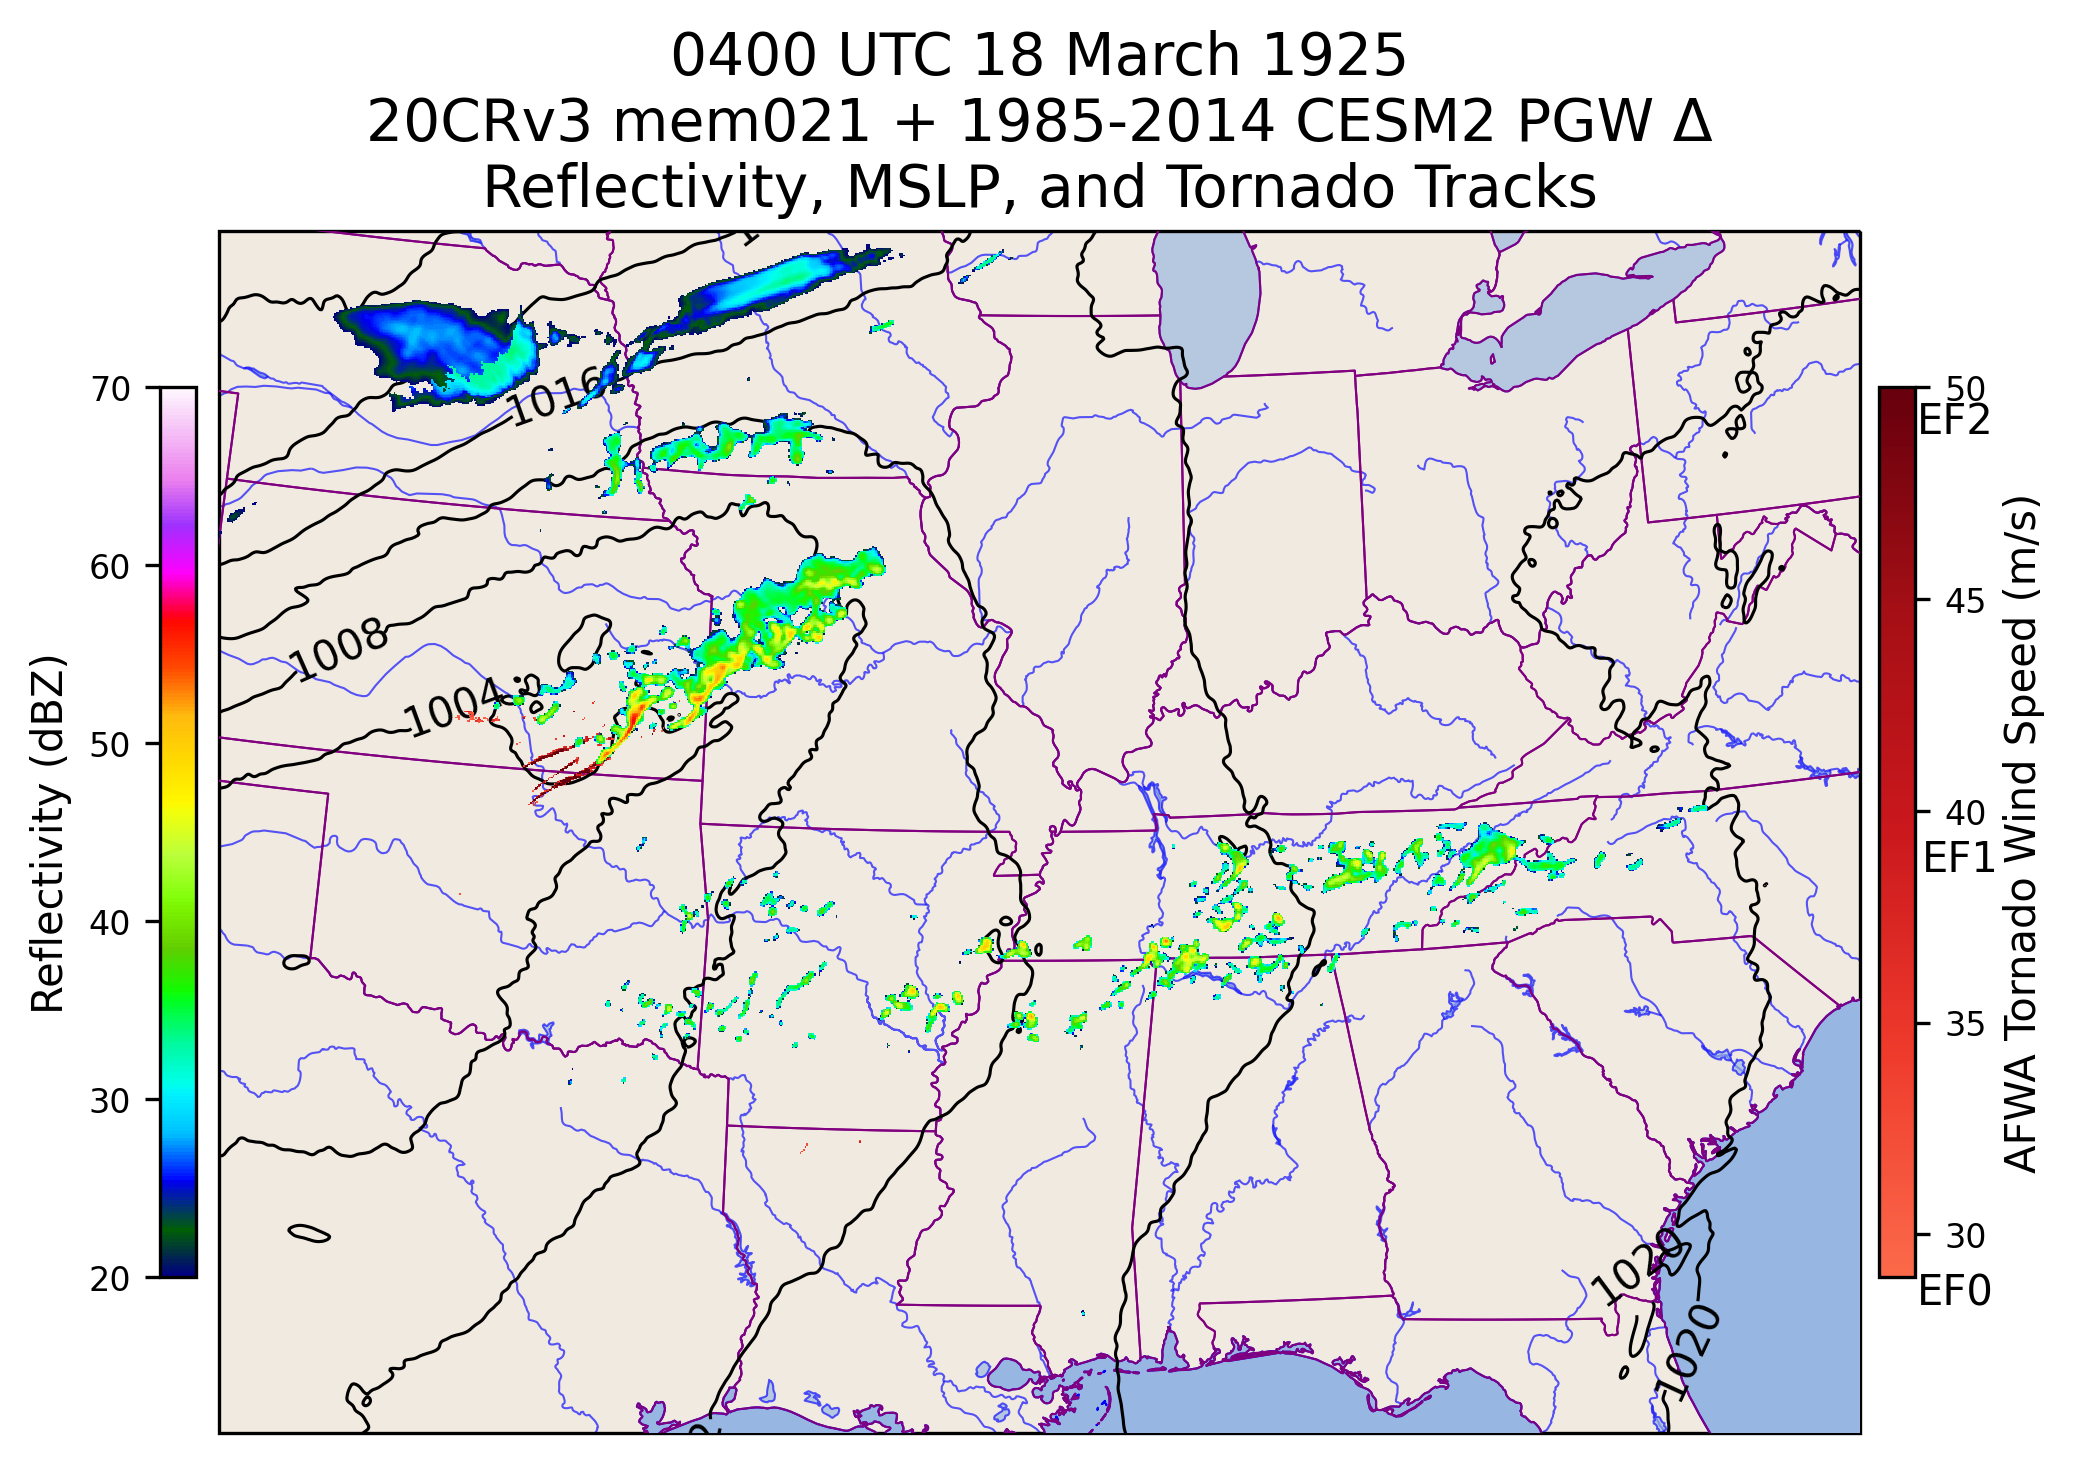 0400 UTC 18 March 1925
20CRv3 mem021 + 1985-2014 CESM2 PGW Δ
Reflectivity, MSLP, and Tornado Tracks
Reflectivity (dBZ)
70
60
50
40
30
20
1016
1008
1004
1020
1020
50
EF2
45
40
EF1
35
30
EF0
AFWA Tornado Wind Speed (m/s)